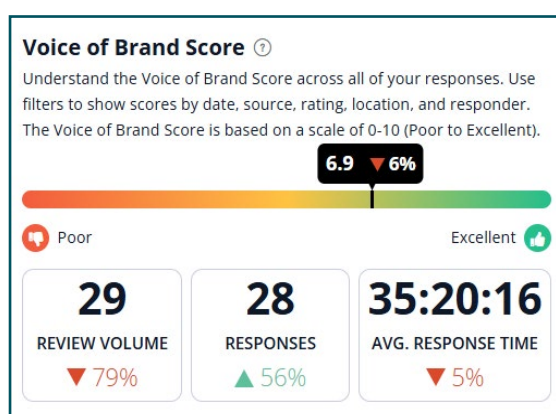 Voice of Brand Score ?
Understand the Voice of Brand Score across all of your responses. Use
filters to show scores by date, source, rating, location, and responder.
The Voice of Brand Score is based on a scale of 0-10 (Poor to Excellent).
6.9 ▼ 6%
Poor
Excellent
29
REVIEW VOLUME
▼ 79%
28
RESPONSES
▲ 56%
35:20:16
AVG. RESPONSE TIME
▼ 5%